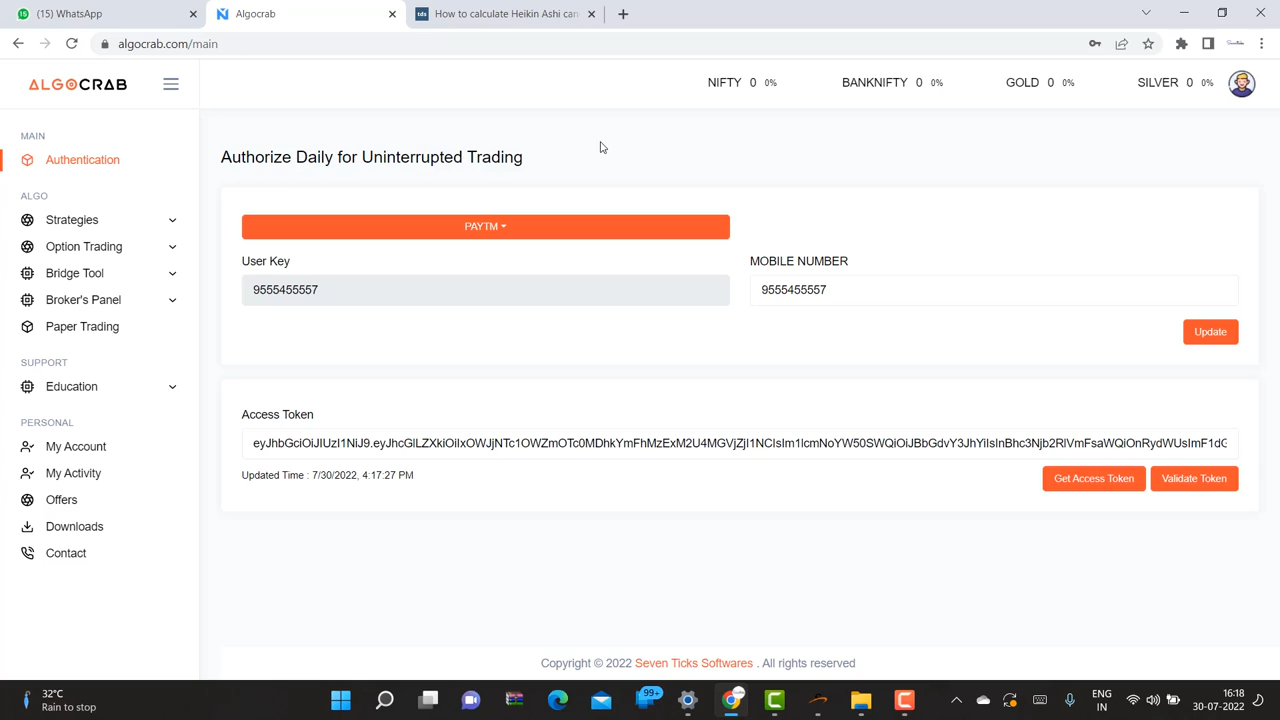 (15) WhatsApp
Algocrab
How to calculate Heikin Ashi can
algocrab.com/main
ALGOCRAB
NIFTY 0 0%
BANKNIFTY 0 0%
GOLD 0 0%
SILVER 0 0%
MAIN
Authentication
ALGO
Strategies
Option Trading
Bridge Tool
Broker's Panel
Paper Trading
SUPPORT
Education
PERSONAL
My Account
My Activity
Offers
Downloads
Contact
Authorize Daily for Uninterrupted Trading
PAYTM
User Key
MOBILE NUMBER
9555455557
9555455557
Update
Access Token
Updated Time : 7/30/2022, 4:17:27 PM
Get Access Token
Validate Token
Copyright © 2022 Seven Ticks Softwares . All rights reserved
32°C
Rain to stop
99+
ENG
IN
16:18
30-07-2022